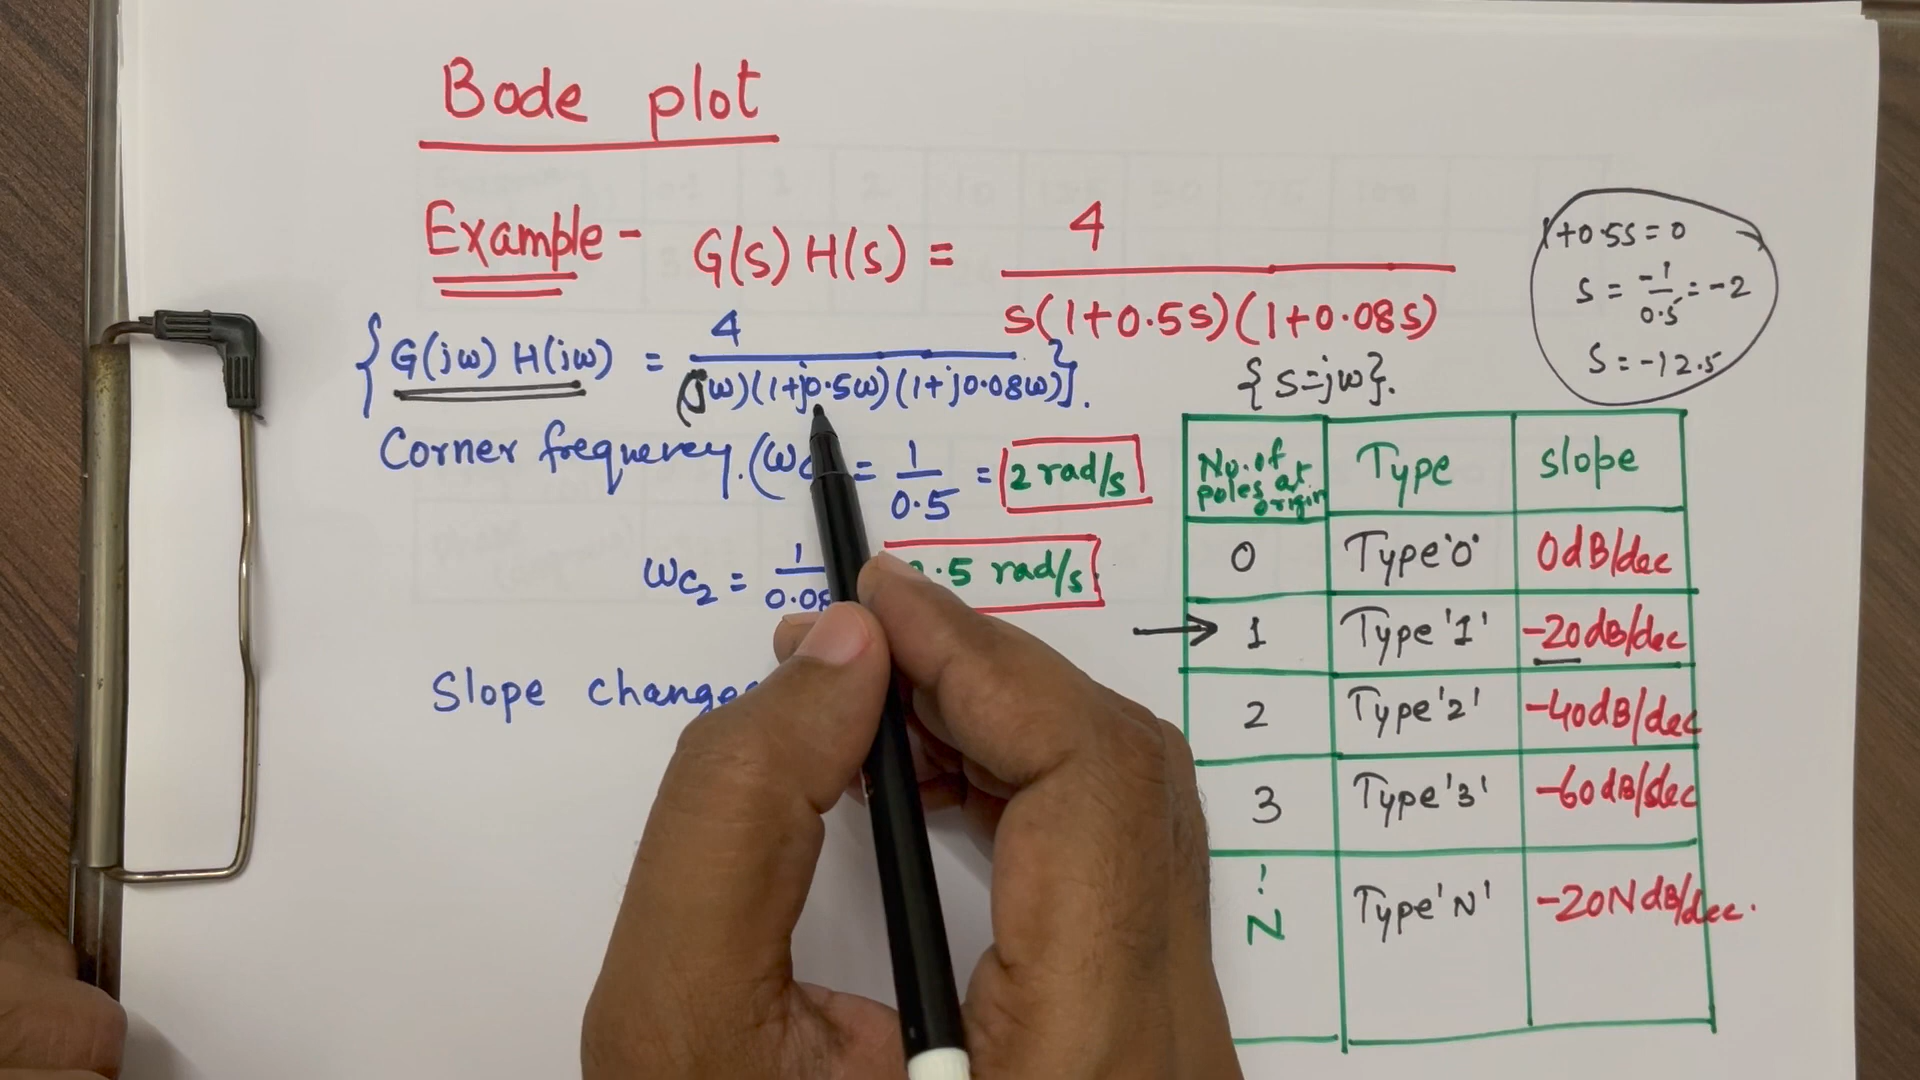 Bode plot
Example - G(s) H(s) = 4
s(1+0.5s)(1+0.08s)
1+0.5s = 0
s = -1/0.5 = -2
s = -12.5
{ G(jω) H(jω) = 4
(jω)(1+j0.5ω)(1+j0.08ω) }.
{ s=jω }.
Corner frequency. (ωc = 1/0.5 = 2 rad/s
ωc2 = 1/0.08 .5 rad/s
Slope change
No. of poles at origin Type slope
0 Type '0' 0dB/dec
1 Type '1' -20dB/dec
2 Type '2' -40dB/dec
3 Type '3' -60dB/dec
N Type 'N' -20NdB/dec.